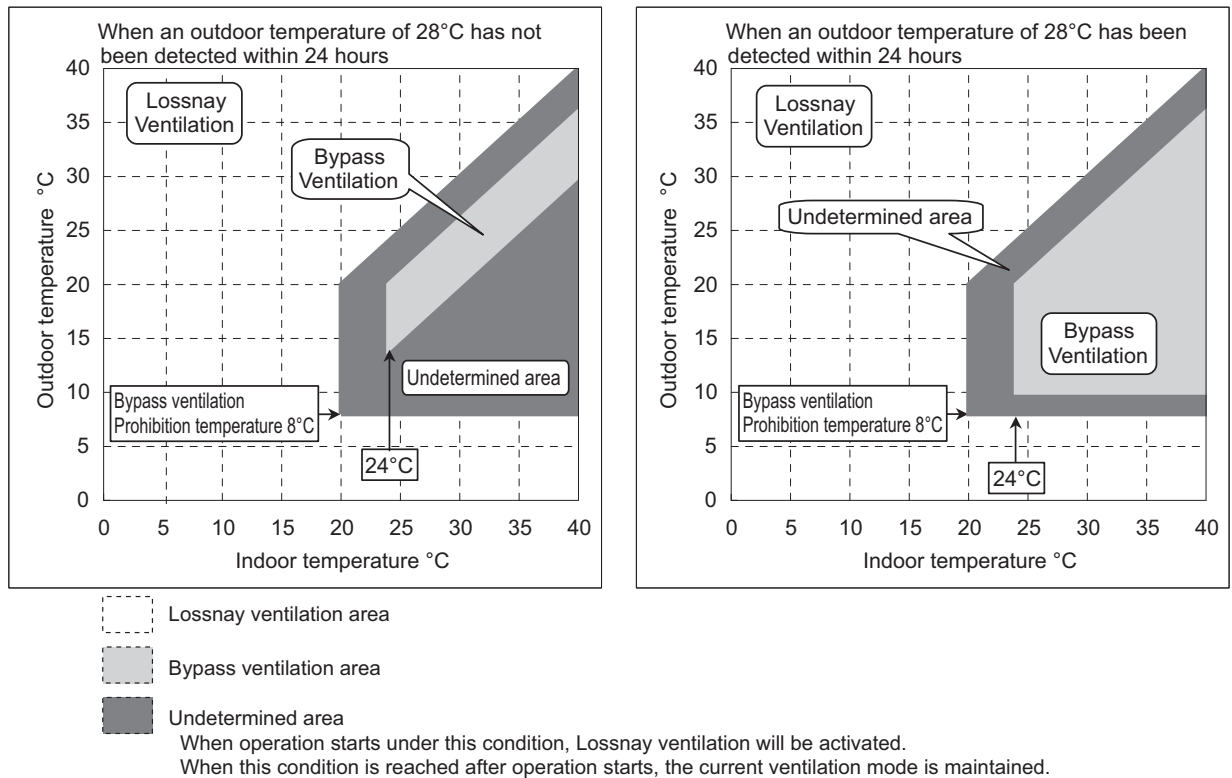 When an outdoor temperature of 28°C has not
been detected within 24 hours
40
35
30
25
20
15
10
5
0
Outdoor temperature °C
Lossnay
Ventilation
Bypass
Ventilation
Undetermined area
Bypass ventilation
Prohibition temperature 8°C
24°C
0 5 10 15 20 25 30 35 40
Indoor temperature °C
When an outdoor temperature of 28°C has been
detected within 24 hours
40
35
30
25
20
15
10
5
0
Outdoor temperature °C
Lossnay
Ventilation
Undetermined area
Bypass
Ventilation
Bypass ventilation
Prohibition temperature 8°C
24°C
0 5 10 15 20 25 30 35 40
Indoor temperature °C
Lossnay ventilation area
Bypass ventilation area
Undetermined area
When operation starts under this condition, Lossnay ventilation will be activated.
When this condition is reached after operation starts, the current ventilation mode is maintained.